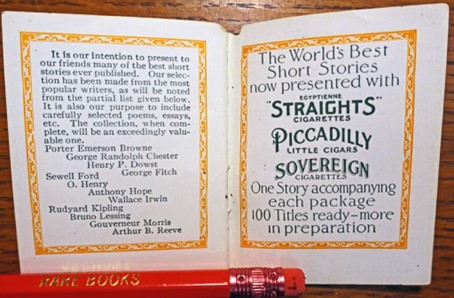 It is our intention to present to
our friends many of the best short
stories ever published. Our selec-
tion has been made from the most
popular writers, as will be noted
from the partial list given below.
It is also our purpose to include
carefully selected poems, essays,
etc. The collection, when com-
plete, will be an exceedingly valu-
able one.
Porter Emerson Browne
George Randolph Chester
Henry P. Dowst
Sewell Ford George Fitch
O. Henry
Anthony Hope
Wallace Irwin
Rudyard Kipling
Bruno Lessing
Gouverneur Morris
Arthur B. Reeve
The World's Best
Short Stories
now presented with
EGYPTIENNE
"STRAIGHTS"
CIGARETTES
PICCADILLY
LITTLE CIGARS
SOVEREIGN
CIGARETTES
One Story accompanying
each package
100 Titles ready-more
in preparation
RARE BOOKS